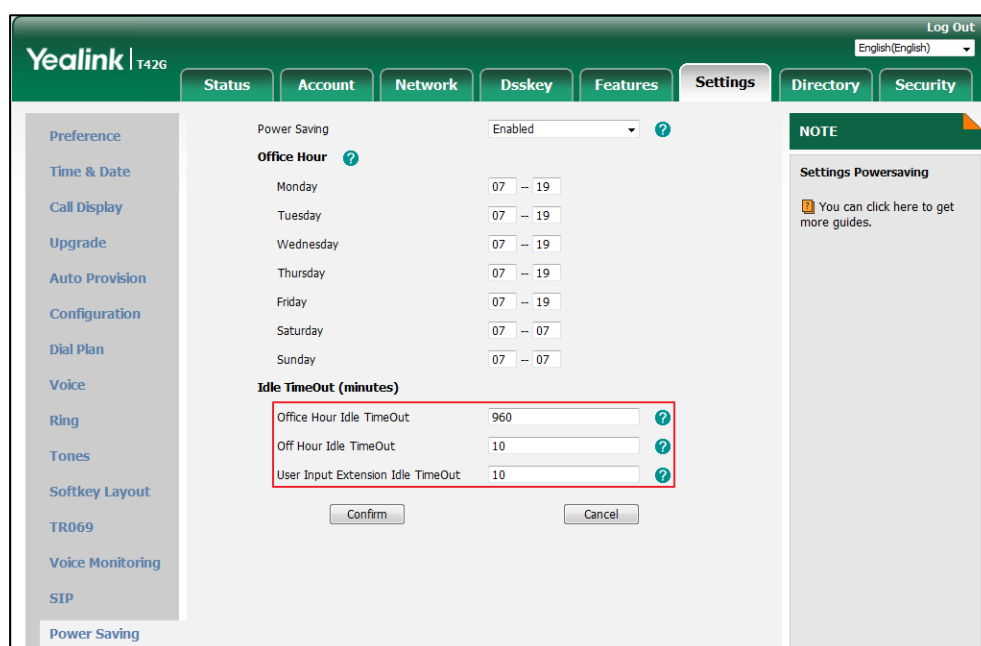 Log Out
English(English)
Yealink | T42G
Status Account Network Dsskey Features Settings Directory Security
Preference
Time & Date
Call Display
Upgrade
Auto Provision
Configuration
Dial Plan
Voice
Ring
Tones
Softkey Layout
TR069
Voice Monitoring
SIP
Power Saving
Power Saving Enabled ?
Office Hour ?
Monday 07 -- 19
Tuesday 07 -- 19
Wednesday 07 -- 19
Thursday 07 -- 19
Friday 07 -- 19
Saturday 07 -- 07
Sunday 07 -- 07
Idle TimeOut (minutes)
Office Hour Idle TimeOut 960 ?
Off Hour Idle TimeOut 10 ?
User Input Extension Idle TimeOut 10 ?
Confirm Cancel
NOTE
Settings Powersaving
? You can click here to get
more guides.